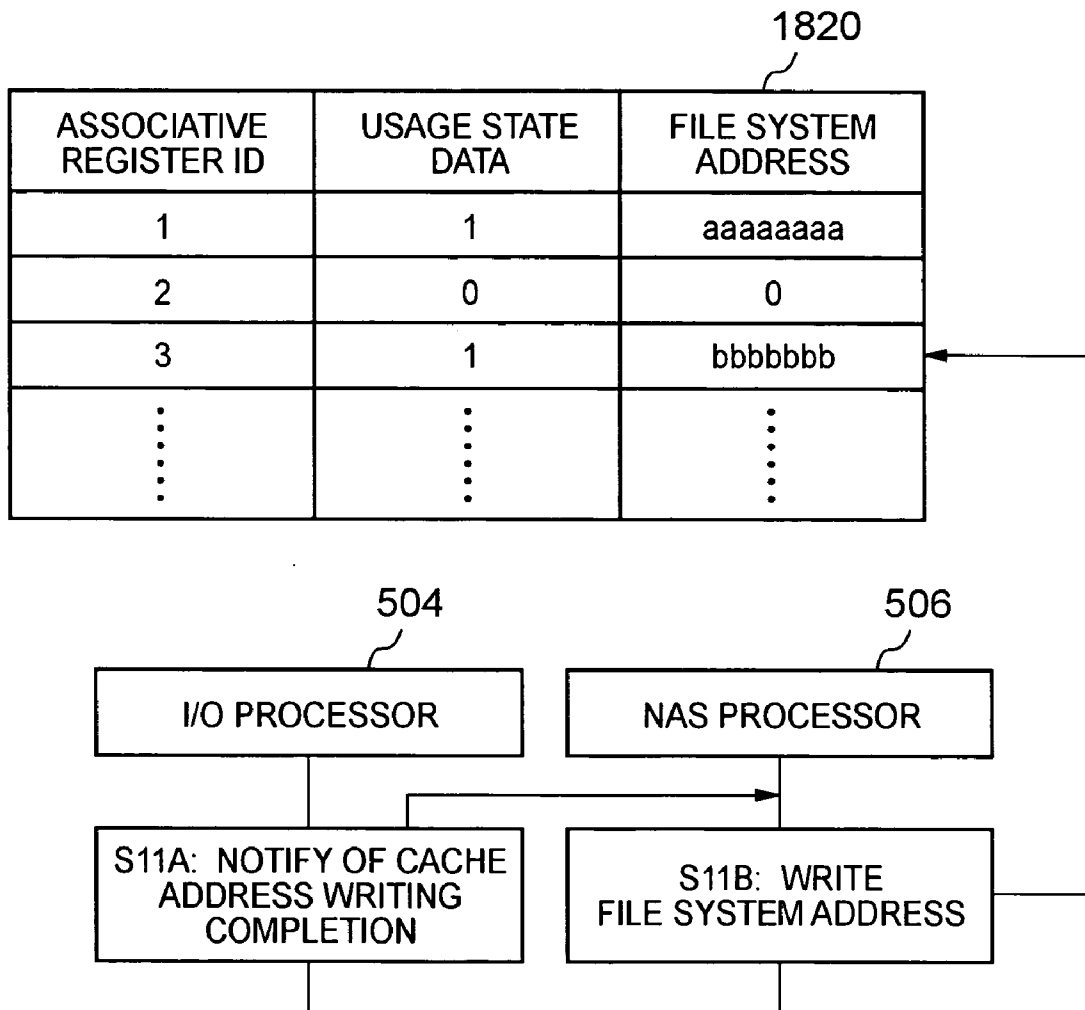 1820
ASSOCIATIVE REGISTER ID
USAGE STATE DATA
FILE SYSTEM ADDRESS
1 1 aaaaaaaa
2 0 0
3 1 bbbbbbb
504
506
I/O PROCESSOR
NAS PROCESSOR
S11A: NOTIFY OF CACHE
ADDRESS WRITING
COMPLETION
S11B: WRITE
FILE SYSTEM ADDRESS